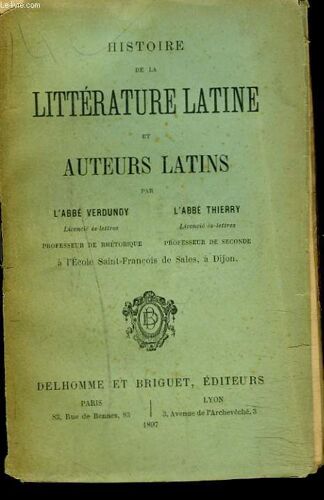 Le-Livre
HISTOIRE
DE LA
LITTÉRATURE LATINE
ET
AUTEURS LATINS
PAR
L'ABBÉ VERDUNOY L'ABBÉ THIERRY
Licencié ès-lettres Licencié ès-lettres
PROFESSEUR DE RHÉTORIQUE PROFESSEUR DE SECONDE
à l'École Saint-François de Sales, à Dijon.
DELHOMME ET BRIGUET, ÉDITEURS
PARIS LYON
83, Rue de Rennes, 83 3, Avenue de l'Archevêché, 3
1897